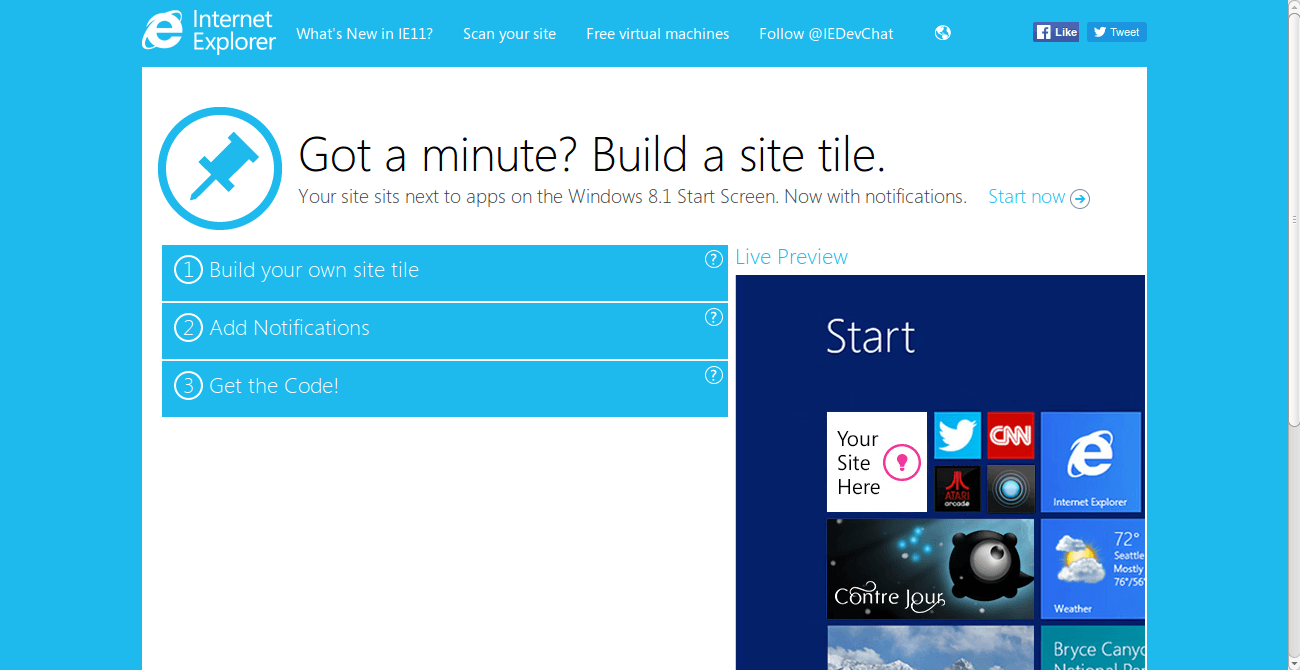 Internet
Explorer
What's New in IE11?
Scan your site
Free virtual machines
Follow @IEDevChat
Like
Tweet
Got a minute? Build a site tile.
Your site sits next to apps on the Windows 8.1 Start Screen. Now with notifications.
Start now
1 Build your own site tile
?
2 Add Notifications
?
3 Get the Code!
?
Live Preview
Start
Your
Site
Here
CNN
ATARI
arcade
Internet Explorer
Contre Jour
72°
Seattle
Mostly
76°/56°
Weather
Bryce Canyo
National Par